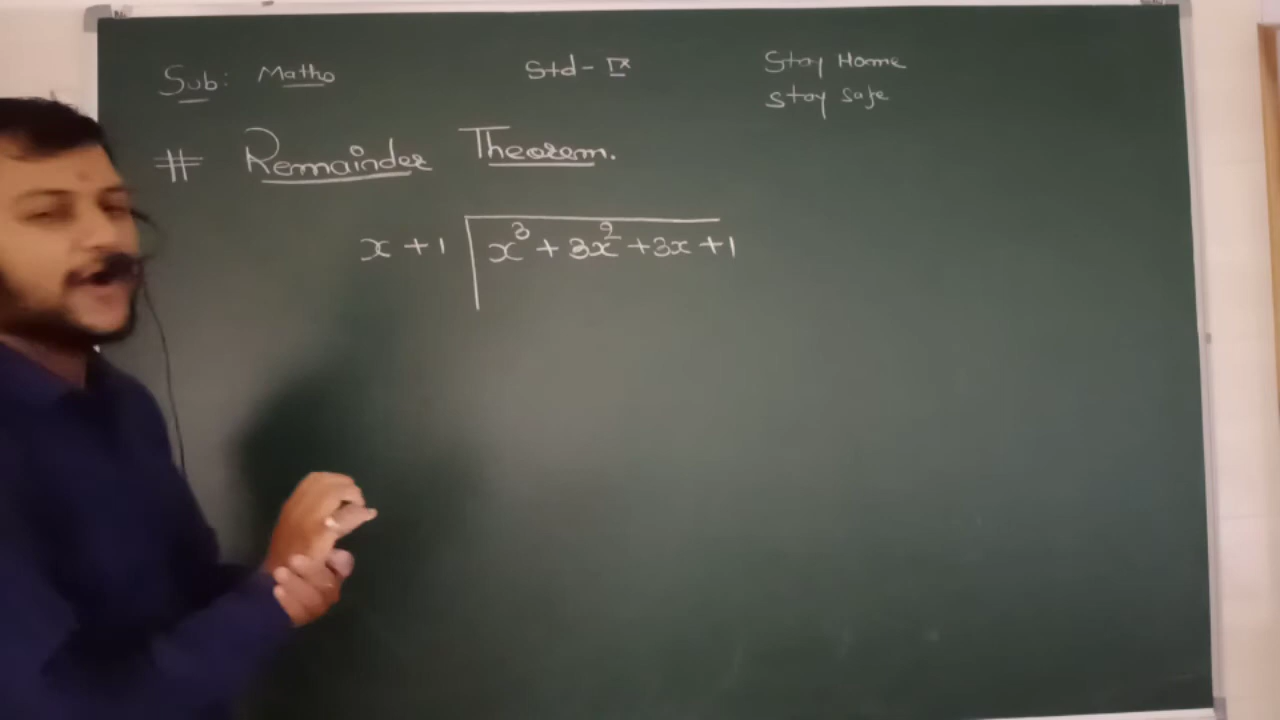 Sub: Maths Std- IX Stay Home
Stay Safe
# Remainder Theorem.
x + 1 x³ + 3x² + 3x + 1